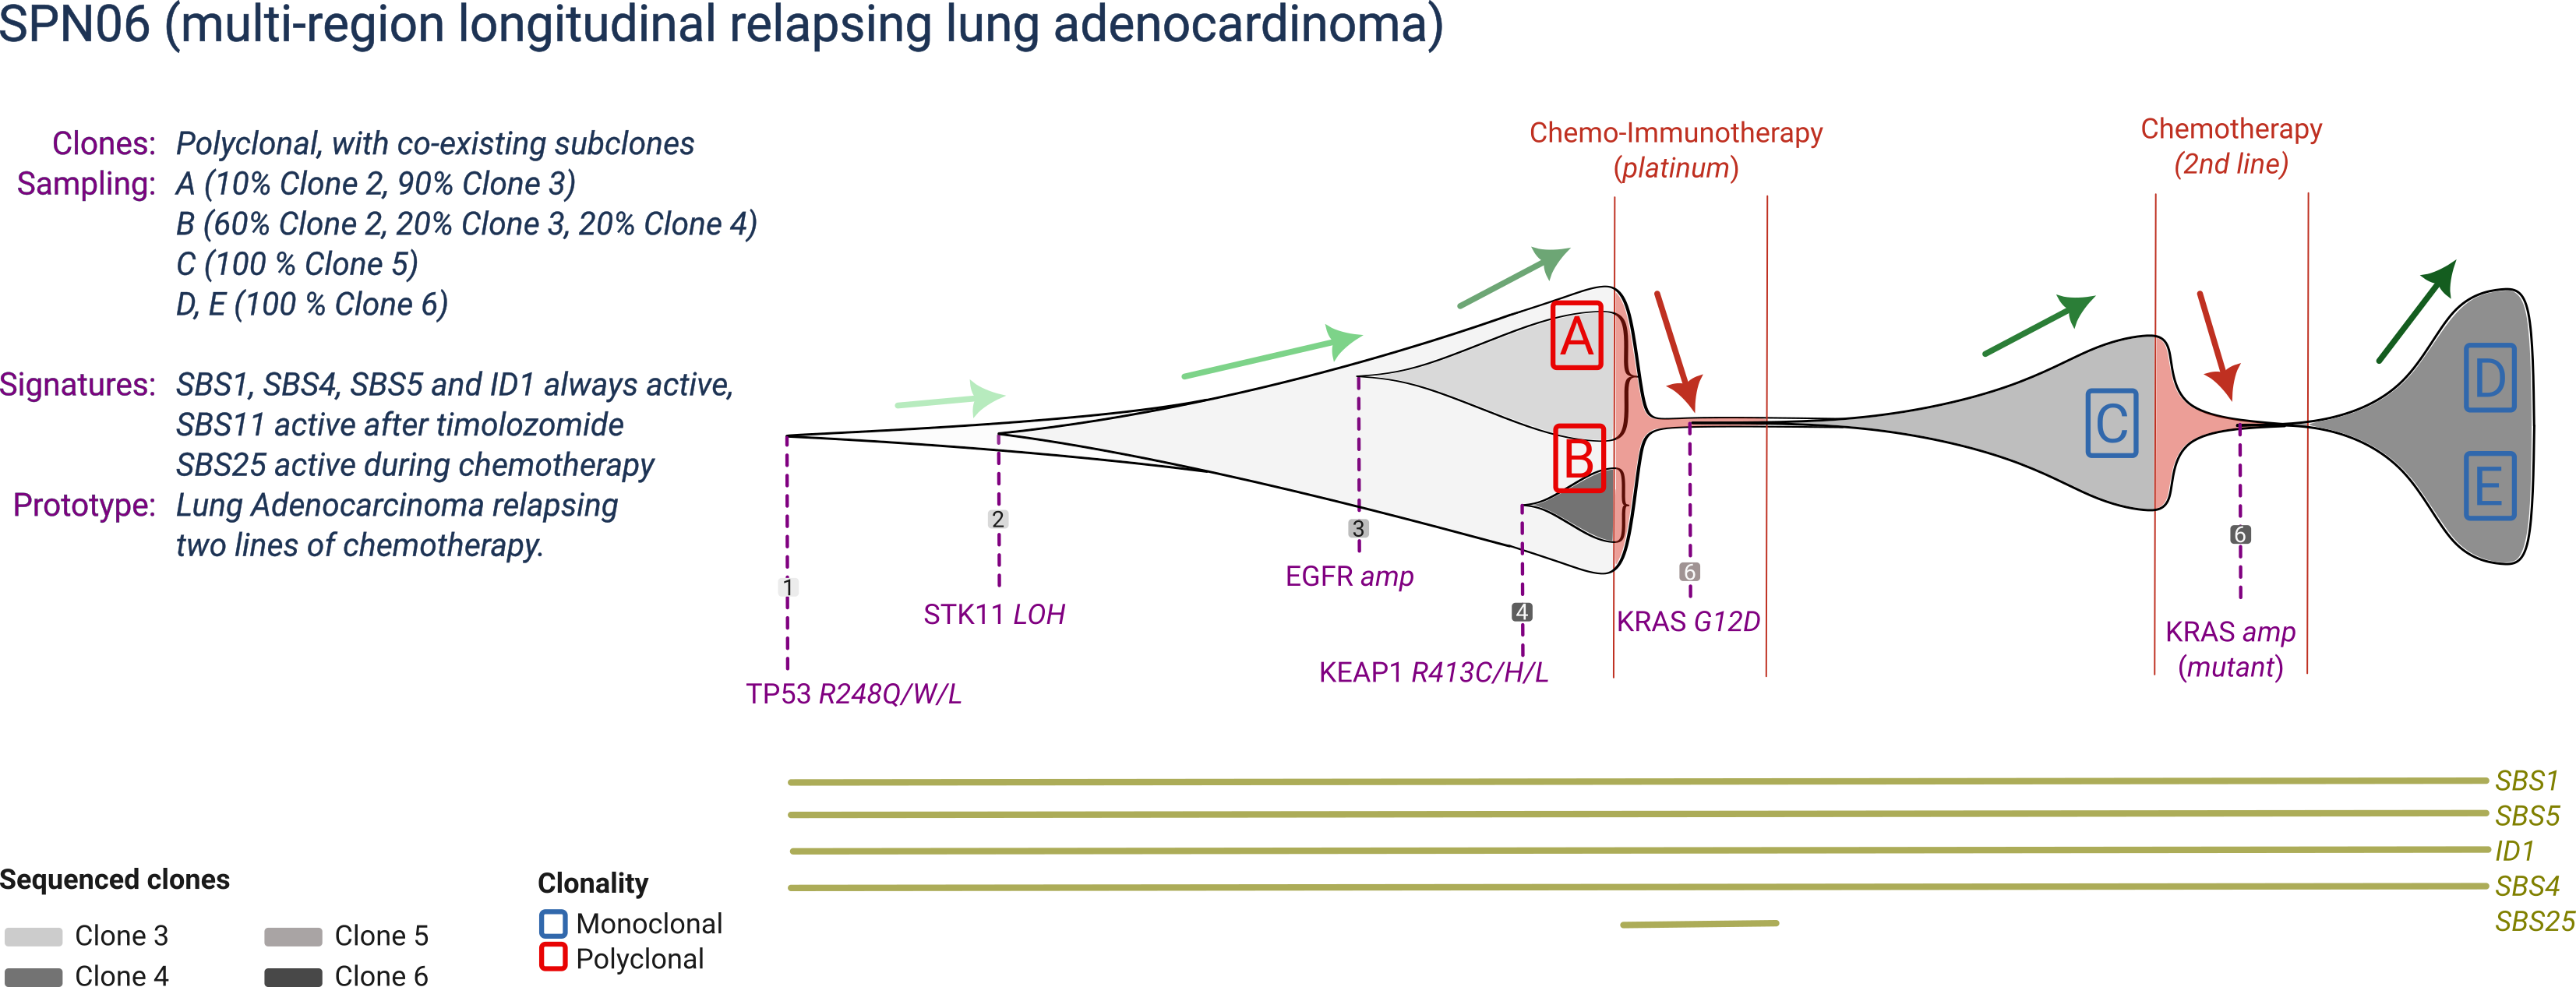 SPN06 (multi-region longitudinal relapsing lung adenocardinoma)
Clones: Polyclonal, with co-existing subclones
Sampling: A (10% Clone 2, 90% Clone 3)
B (60% Clone 2, 20% Clone 3, 20% Clone 4)
C (100 % Clone 5)
D, E (100 % Clone 6)
Signatures: SBS1, SBS4, SBS5 and ID1 always active,
SBS11 active after timolozomide
SBS25 active during chemotherapy
Prototype: Lung Adenocarcinoma relapsing
two lines of chemotherapy.
Chemo-Immunotherapy
(platinum)
Chemotherapy
(2nd line)
A
B
C
D
E
1
2
3
4
6
6
TP53 R248Q/W/L
STK11 LOH
EGFR amp
KEAP1 R413C/H/L
KRAS G12D
KRAS amp
(mutant)
SBS1
SBS5
ID1
SBS4
SBS25
Sequenced clones
Clone 3
Clone 5
Clone 4
Clone 6
Clonality
Monoclonal
Polyclonal